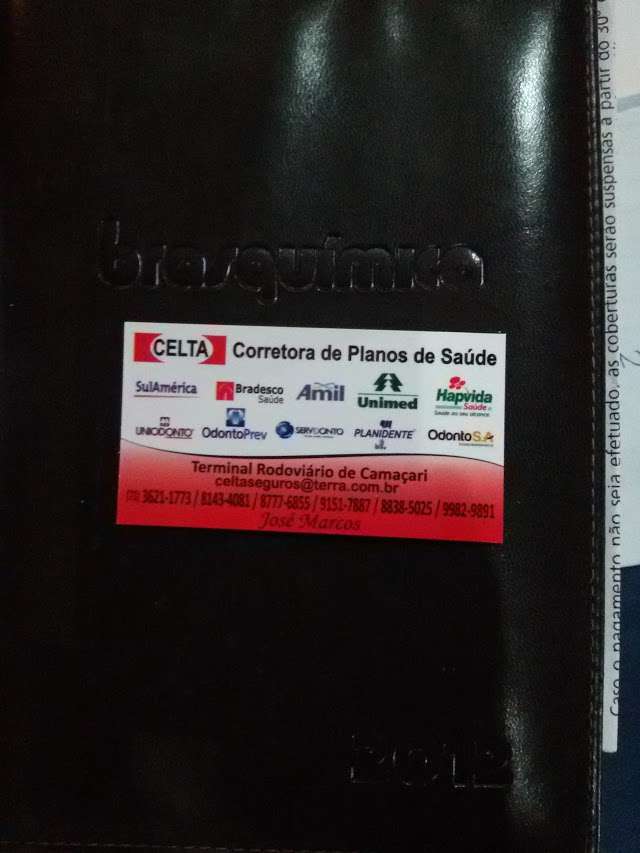 brasquímica
CELTA Corretora de Planos de Saúde
SulAmérica Bradesco Saúde Amil Unimed Hapvida Saúde
UNIODONTO OdontoPrev SERVDONTO PLANIDENTE OdontoS.A
Terminal Rodoviário de Camaçari
celtaseguros@terra.com.br
3621-1773 / 8143-4081 / 8777-6855 / 9151-7887 / 8838-5025 / 9982-9891
José Marcos
2012
Caso o pagamento não seja efetuado, as coberturas serão suspensas a partir do 30º